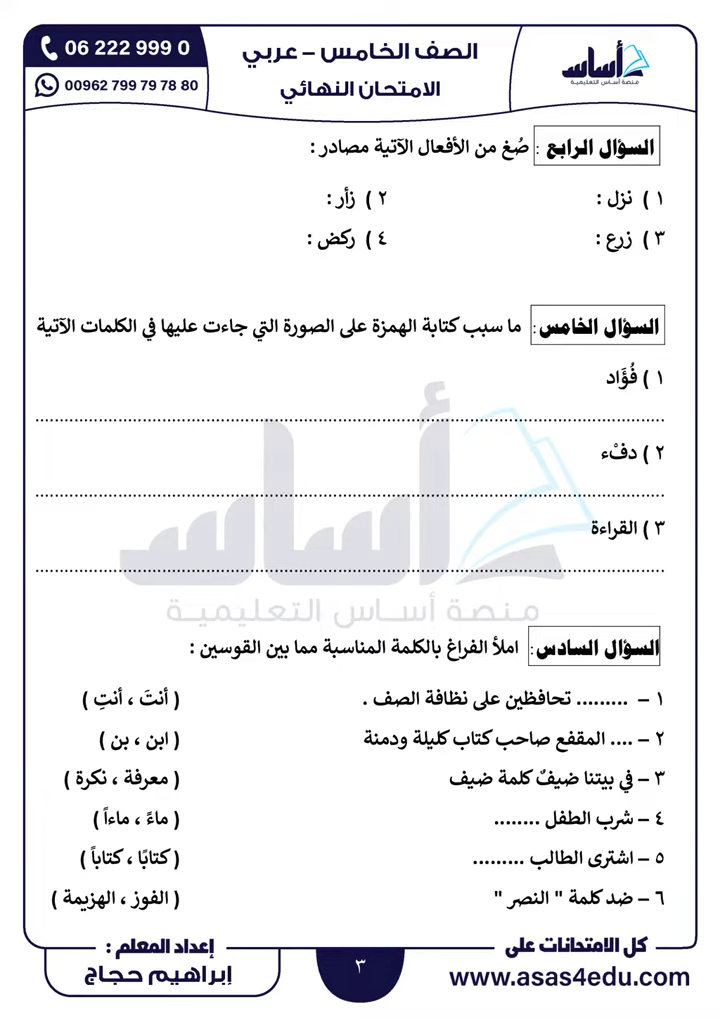 06 222 999 0
00962 799 79 78 80
الصف الخامس – عربي
الامتحان النهائي
أساس
منصة أساس التعليمية
السؤال الرابع : صُغ من الأفعال الآتية مصادر :
١ ) نزل : ٢ ) زأر :
٣ ) زرع : ٤ ) ركض :
السؤال الخامس : ما سبب كتابة الهمزة على الصورة التي جاءت عليها في الكلمات الآتية
١ ) فُؤَاد
٢ ) دفْء
٣ ) القراءة
أساس
منصة أساس التعليمية
السؤال السادس : املأ الفراغ بالكلمة المناسبة مما بين القوسين :
١ – ......... تحافظين على نظافة الصف . ( أنتَ ، أنتِ )
٢ – .... المقفع صاحب كتاب كليلة ودمنة ( ابن ، بن )
٣ – في بيتنا ضيفٌ كلمة ضيف ( معرفة ، نكرة )
٤ – شرب الطفل ........ ( ماءً ، ماءاً )
٥ – اشترى الطالب ......... ( كتابًا ، كتاباً )
٦ – ضد كلمة " النصر " ( الفوز ، الهزيمة )
كل الامتحانات على
www.asas4edu.com
٣
إعداد المعلم :
إبراهيم حجاج